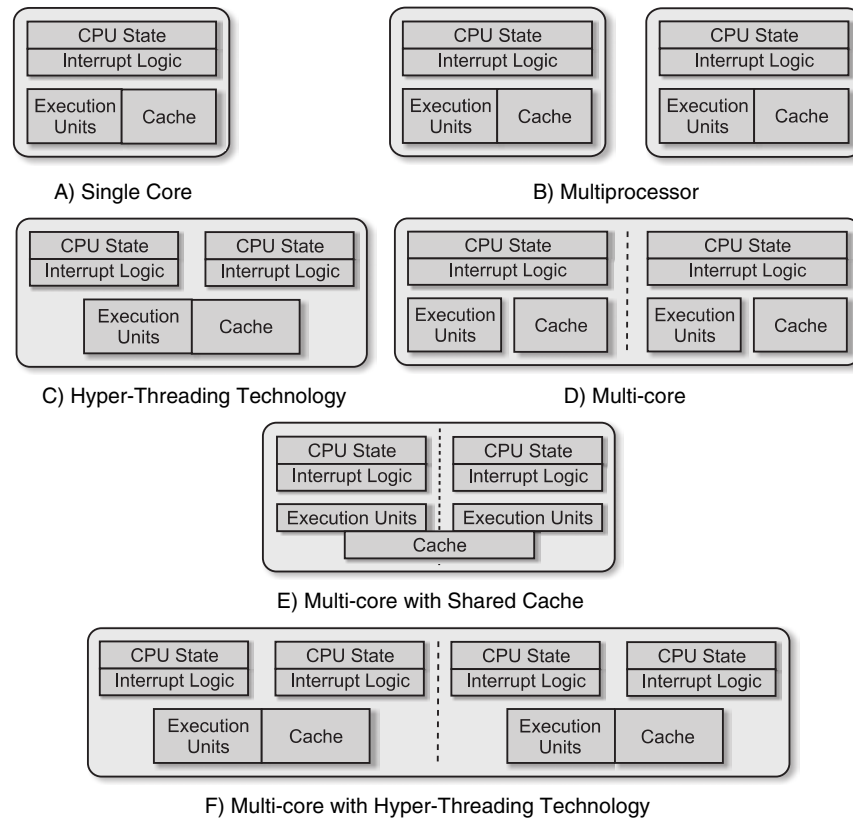 CPU State
Interrupt Logic
Execution
Units
Cache
A) Single Core
CPU State
Interrupt Logic
Execution
Units
Cache
CPU State
Interrupt Logic
Execution
Units
Cache
B) Multiprocessor
CPU State
Interrupt Logic
CPU State
Interrupt Logic
Execution
Units
Cache
C) Hyper-Threading Technology
CPU State
Interrupt Logic
Execution
Units
Cache
CPU State
Interrupt Logic
Execution
Units
Cache
D) Multi-core
CPU State
Interrupt Logic
Execution Units
CPU State
Interrupt Logic
Execution Units
Cache
E) Multi-core with Shared Cache
CPU State
Interrupt Logic
CPU State
Interrupt Logic
Execution
Units
Cache
CPU State
Interrupt Logic
CPU State
Interrupt Logic
Execution
Units
Cache
F) Multi-core with Hyper-Threading Technology